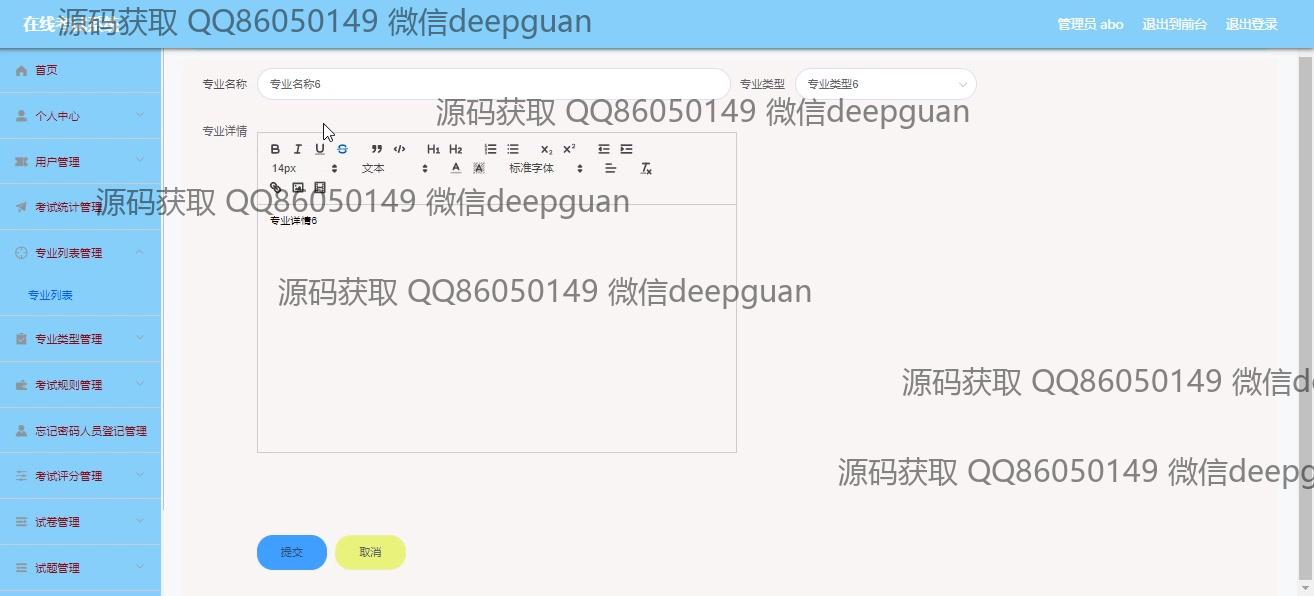 在线考试系统
源码获取 QQ86050149 微信deepguan
管理员 abo 退出到前台 退出登录
首页
个人中心
用户管理
考试统计管理
专业列表管理
专业列表
专业类型管理
考试规则管理
忘记密码人员登记管理
考试评分管理
试卷管理
试题管理
专业名称 专业名称6 专业类型 专业类型6
源码获取 QQ86050149 微信deepguan
专业详情
B I U S H1 H2 X₂ X²
14px 文本 A A 标准字体 Tx
源码获取 QQ86050149 微信deepguan
专业详情6
源码获取 QQ86050149 微信deepguan
源码获取 QQ86050149 微信de
源码获取 QQ86050149 微信deepg
提交 取消